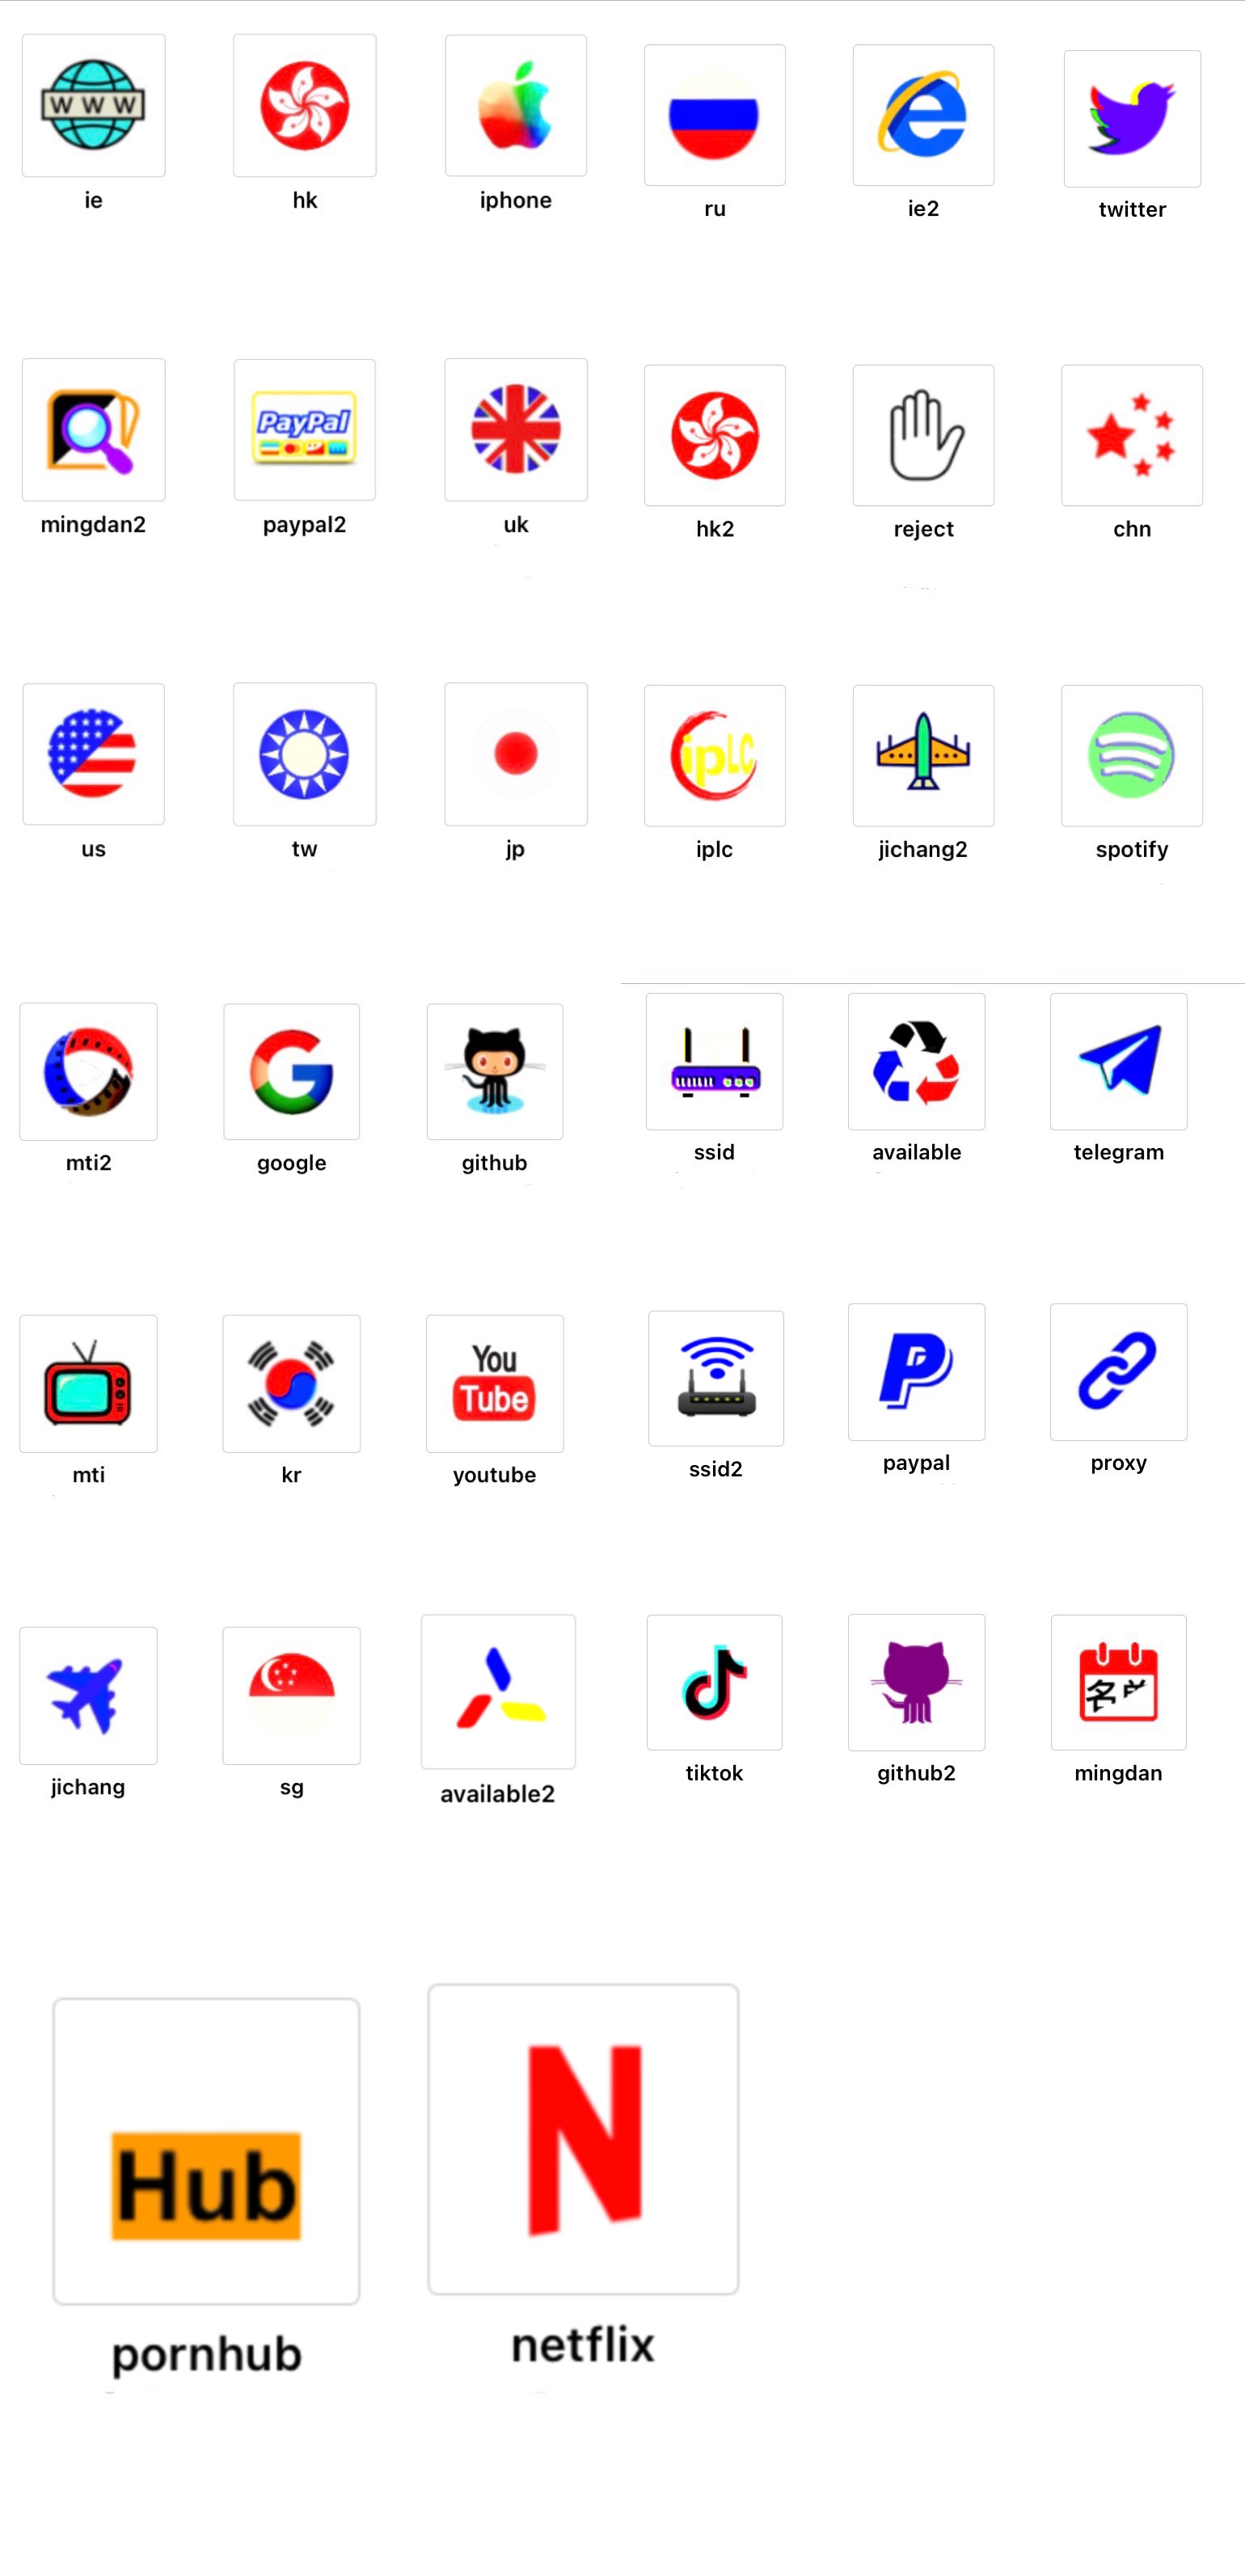 WWW
ie
hk
iphone
ru
ie2
twitter
PayPal
mingdan2
paypal2
uk
hk2
reject
chn
ipLC
us
tw
jp
iplc
jichang2
spotify
mti2
google
github
ssid
available
telegram
You
Tube
mti
kr
youtube
ssid2
paypal
proxy
名
jichang
sg
available2
tiktok
github2
mingdan
Hub
N
pornhub
netflix